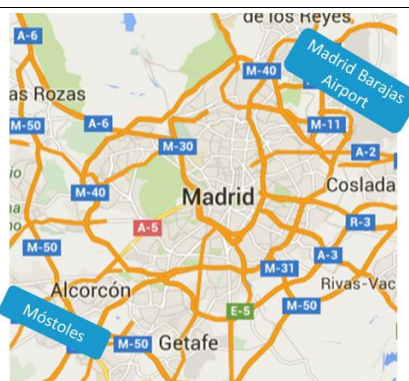 de los Reyes
A-6
Madrid Barajas
Airport
M-40
as Rozas
M-50
A-6
M-11
M-30
A-2
Coslada
M-40
Madrid
R-3
A-5
M-50
A-3
M-31
Rivas-Vac
Alcorcón
M-50
E-5
Móstoles
M-50
Getafe